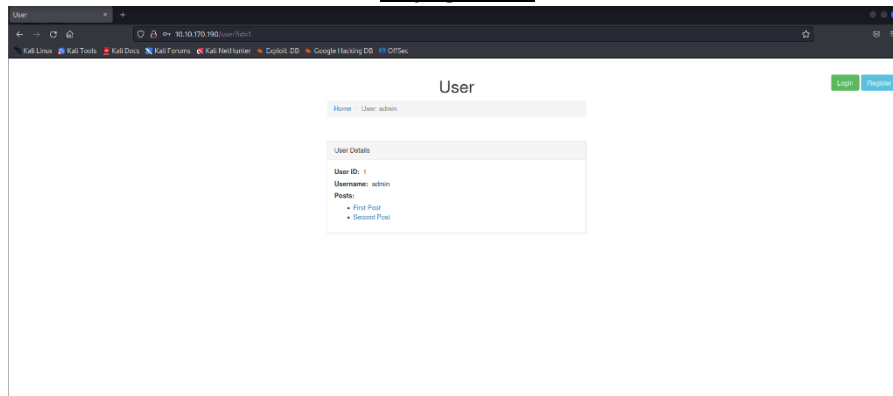 User
10.10.170.190/user?id=1
Kali Linux Kali Tools Kali Docs Kali Forums Kali NetHunter Exploit-DB Google Hacking DB OffSec
User
Login Register
Home / User: admin
User Details
User ID: 1
Username: admin
Posts:
First Post
Second Post